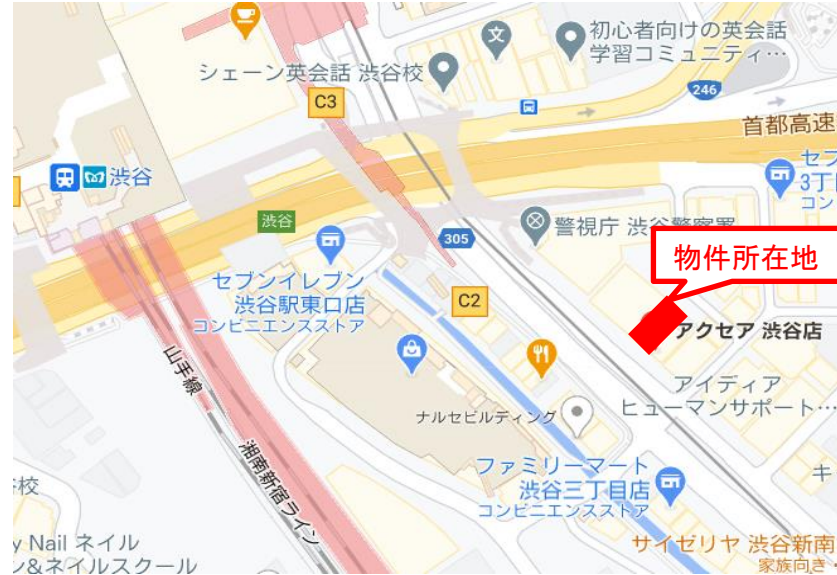 初心者向けの英会話
学習コミュニティ…
文
シェーン英会話 渋谷校
C3
246
首都高速
セブ
3丁目
コン
渋谷
渋谷
警視庁 渋谷警察署
305
物件所在地
セブンイレブン
渋谷駅東口店
コンビニエンスストア
C2
アクセア 渋谷店
山手線
アイディア
ヒューマンサポート…
ナルセビルディング
湘南新宿ライン
ファミリーマート
渋谷三丁目店
コンビニエンスストア
キ
校
y Nail ネイル
ン&ネイルスクール
サイゼリヤ 渋谷新南
家族向き